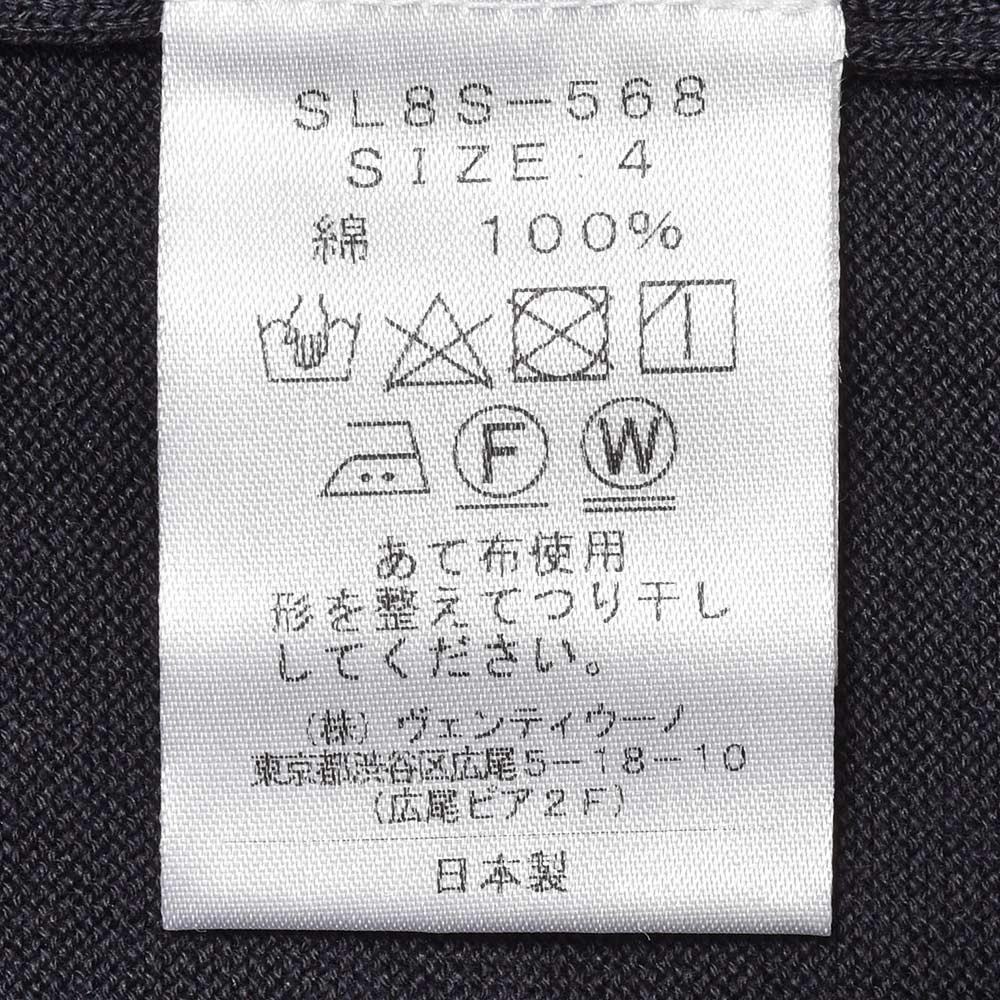 SL8S-568
SIZE:4
綿 100%
F W
あて布使用
形を整えてつり干し
してください。
(株)ヴェンティウーノ
東京都渋谷区広尾5-18-10
(広尾ピア2F)
日本製